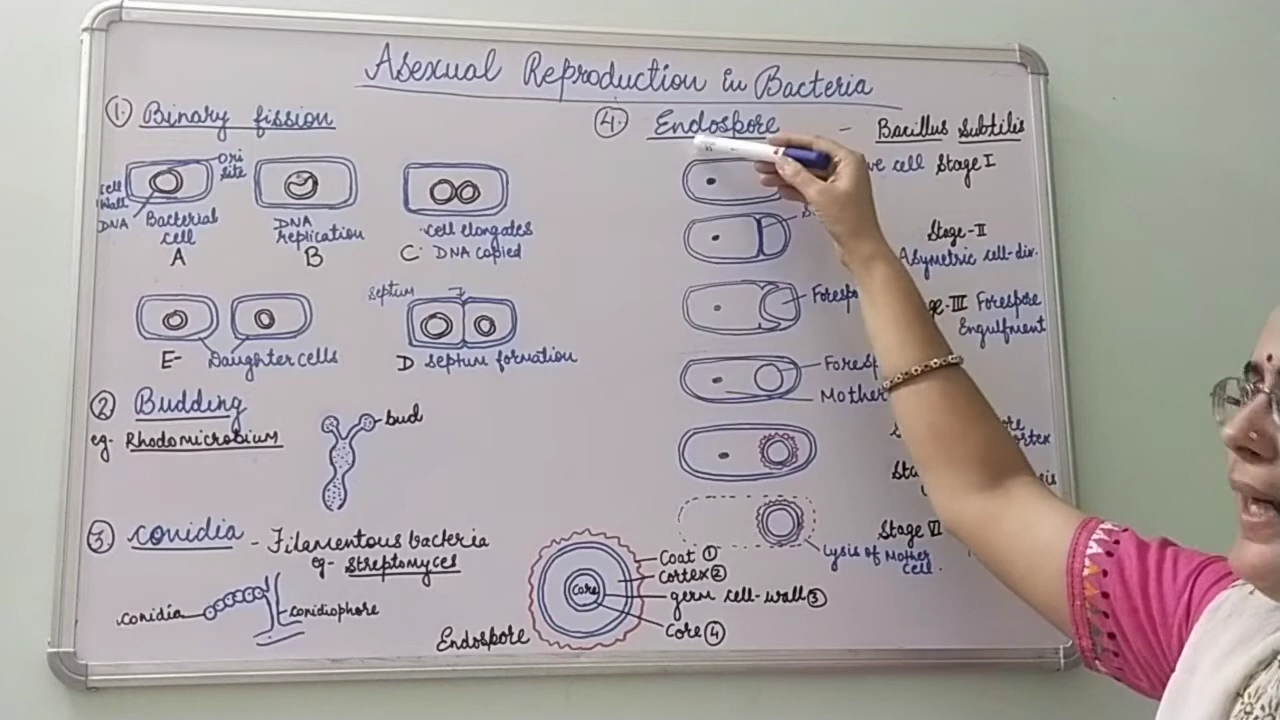 Asexual Reproduction in Bacteria
1. Binary fission
Ori
site
cell
wall
DNA
Bacterial
cell
A
DNA
replication
B
cell elongates
C. DNA copied
septum
E- Daughter cells
D septum formation
2 Budding
eg- Rhodomicrobium
bud
3. Conidia - Filamentous bacteria
eg- Streptomyces
conidia
conidiophore
4. Endospore - Bacillus Subtilis
cell Stage I
Stage-II
Asymetric cell-div.
III Forespore
Engulfment
Mother
Stage VI
Lysis of Mother
cell.
Coat 1
cortex 2
germ cell-wall 3
Core 4
Core
Endospore